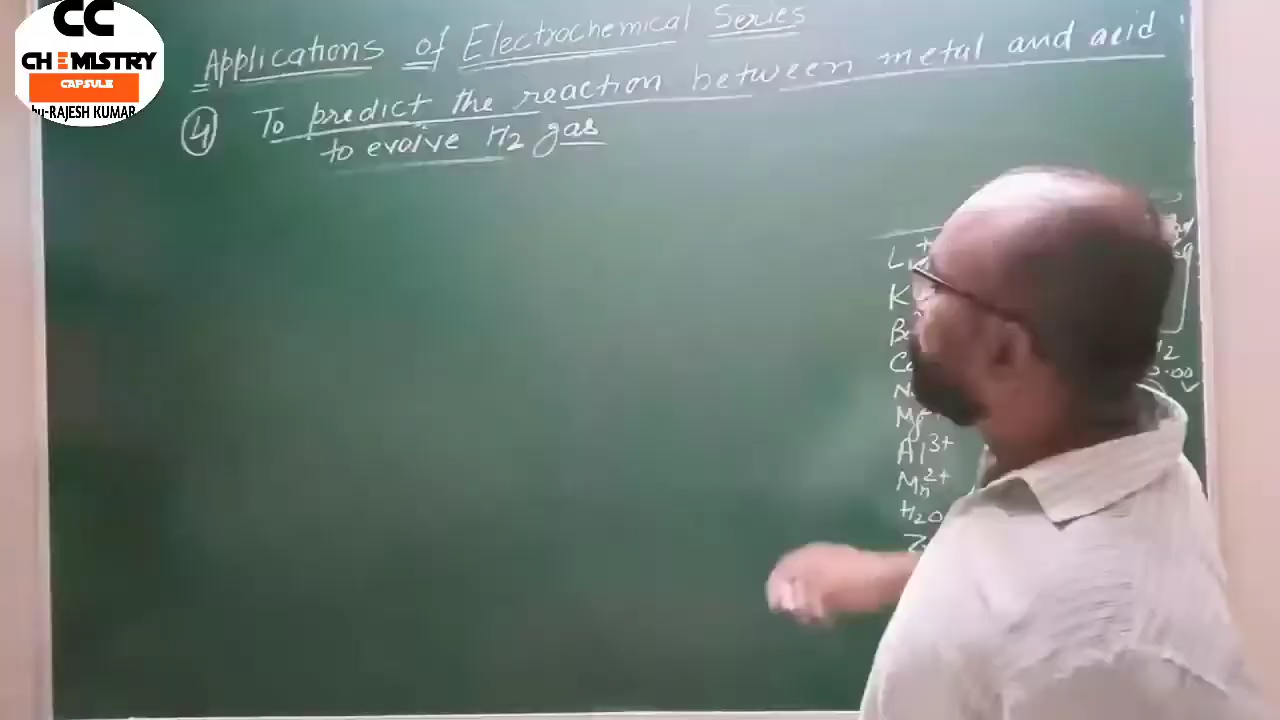 CC
CHEMISTRY
CAPSULE
by-RAJESH KUMAR
Applications of Electrochemical Series
④ To predict the reaction between metal and acid
to evolve H₂ gas
K
Al³⁺
Mn²⁺
H₂O